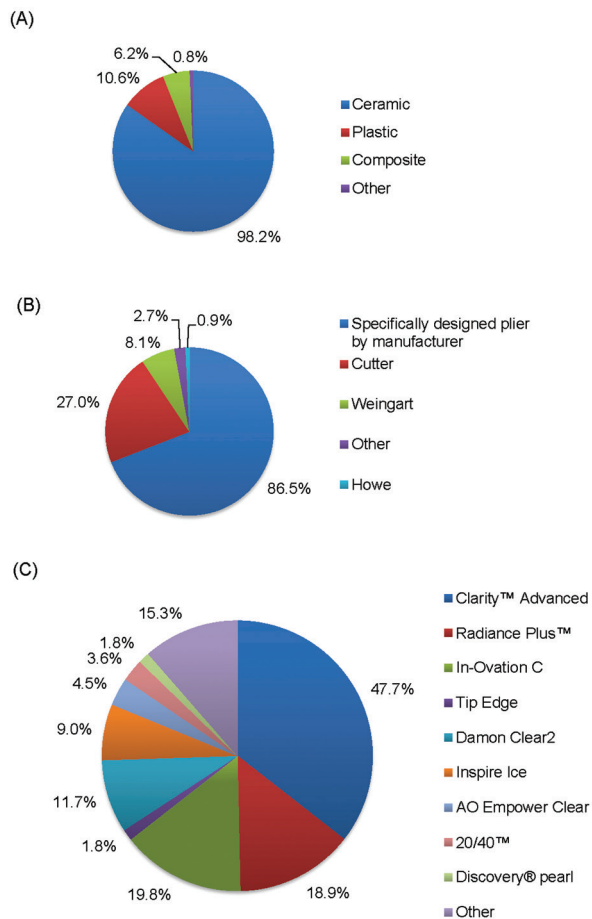 (A)
6.2%
0.8%
10.6%
98.2%
Ceramic
Plastic
Composite
Other
(B)
2.7%
0.9%
8.1%
27.0%
86.5%
Specifically designed plier
by manufacturer
Cutter
Weingart
Other
Howe
(C)
15.3%
1.8%
3.6%
4.5%
9.0%
11.7%
1.8%
19.8%
18.9%
47.7%
Clarity™ Advanced
Radiance Plus™
In-Ovation C
Tip Edge
Damon Clear2
Inspire Ice
AO Empower Clear
20/40™
Discovery® pearl
Other